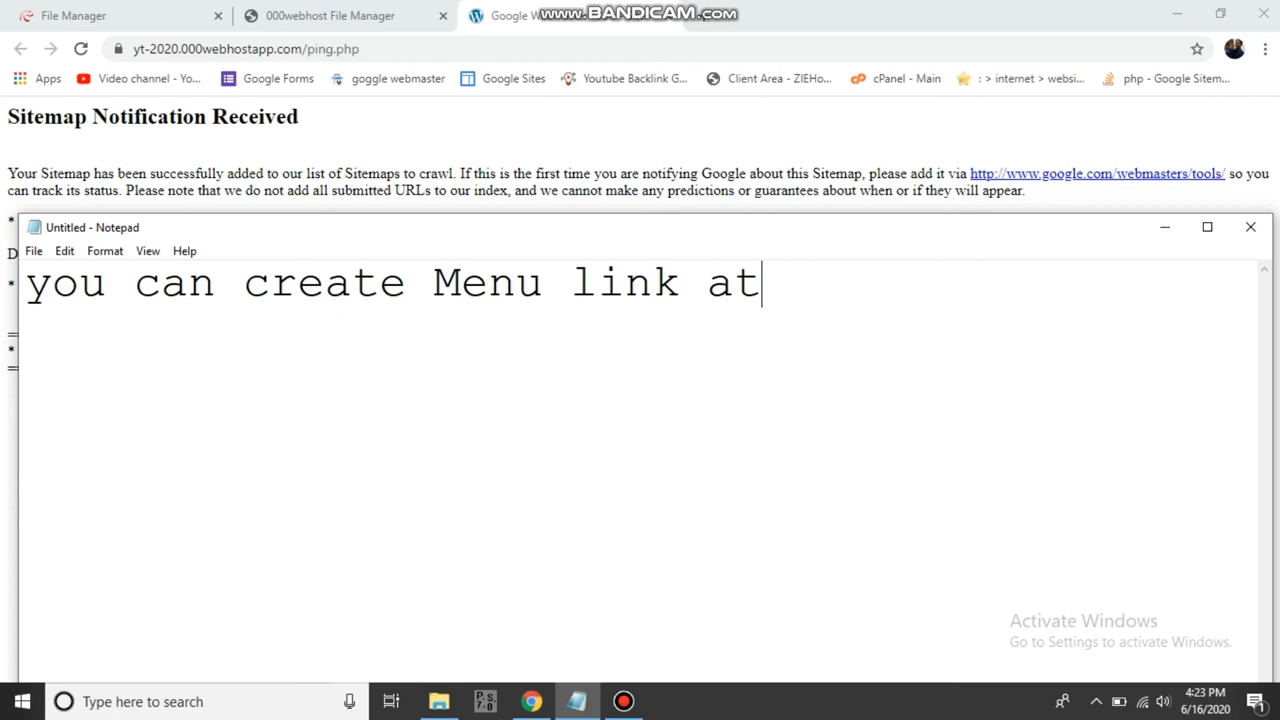 File Manager
000webhost File Manager
Google W
www.BANDICAM.com
yt-2020.000webhostapp.com/ping.php
Apps
Video channel - Yo...
Google Forms
goggle webmaster
Google Sites
Youtube Backlink G...
Client Area - ZIEHo...
cPanel - Main
: > internet > websi...
php - Google Sitem...
Sitemap Notification Received
Your Sitemap has been successfully added to our list of Sitemaps to crawl. If this is the first time you are notifying Google about this Sitemap, please add it via http://www.google.com/webmasters/tools/ so you
can track its status. Please note that we do not add all submitted URLs to our index, and we cannot make any predictions or guarantees about when or if they will appear.
*
D
*
==
*
==
Untitled - Notepad
File Edit Format View Help
you can create Menu link at
Activate Windows
Go to Settings to activate Windows.
Type here to search
4:23 PM
6/16/2020
1